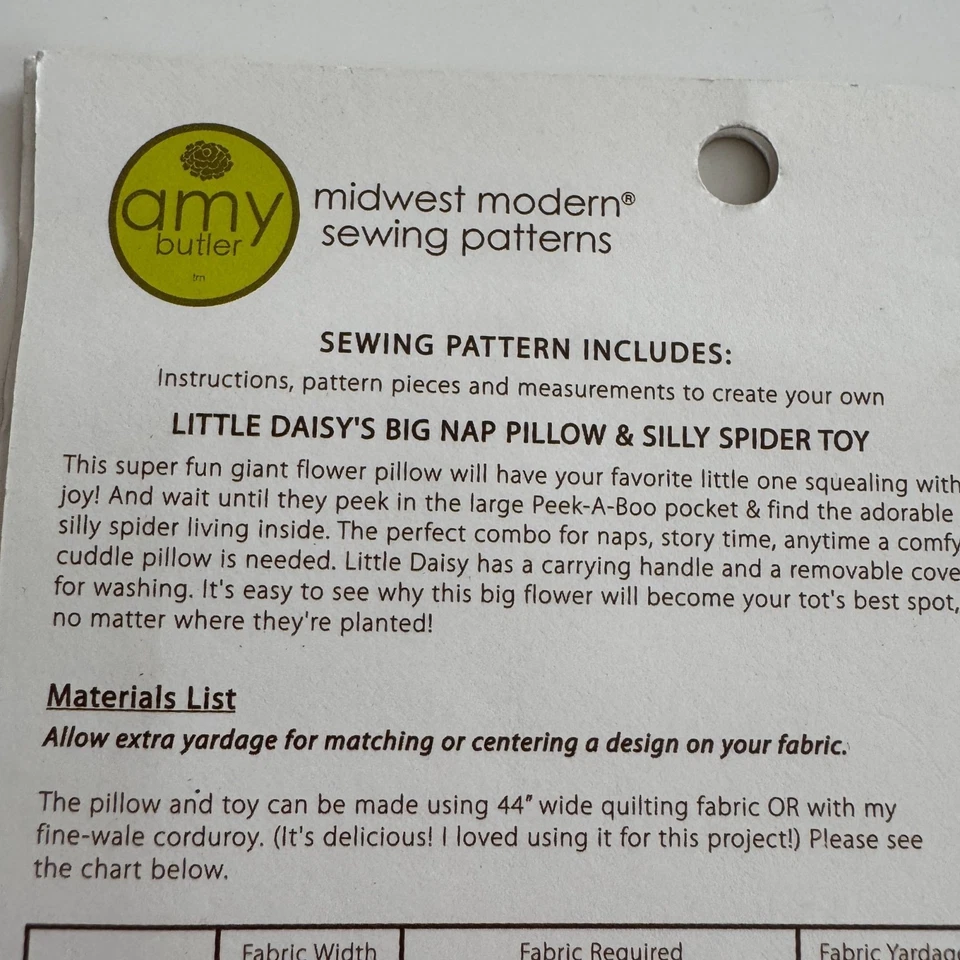 amy
butler
tm
midwest modern®
sewing patterns
SEWING PATTERN INCLUDES:
Instructions, pattern pieces and measurements to create your own
LITTLE DAISY'S BIG NAP PILLOW & SILLY SPIDER TOY
This super fun giant flower pillow will have your favorite little one squealing with
joy! And wait until they peek in the large Peek-A-Boo pocket & find the adorable
silly spider living inside. The perfect combo for naps, story time, anytime a comfy
cuddle pillow is needed. Little Daisy has a carrying handle and a removable cove
for washing. It's easy to see why this big flower will become your tot's best spot,
no matter where they're planted!
Materials List
Allow extra yardage for matching or centering a design on your fabric.
The pillow and toy can be made using 44" wide quilting fabric OR with my
fine-wale corduroy. (It's delicious! I loved using it for this project!) Please see
the chart below.
Fabric Width Fabric Required Fabric Yardag